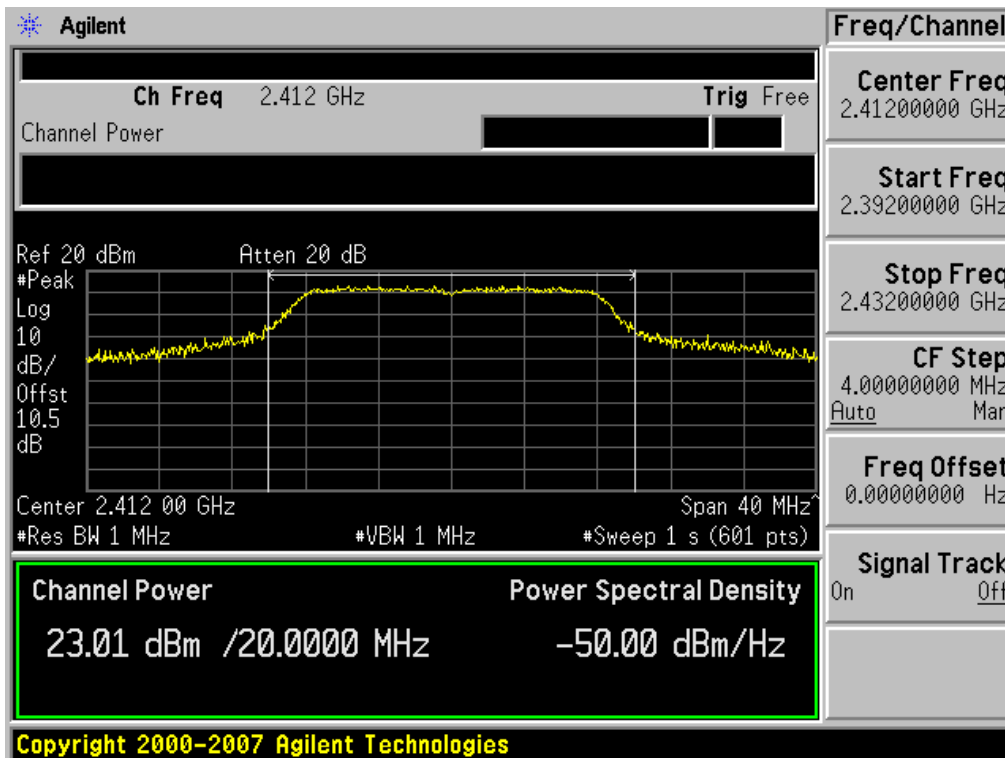 Agilent
Freq/Channel
Ch Freq 2.412 GHz Trig Free
Channel Power
Center Freq
2.41200000 GHz
Start Freq
2.39200000 GHz
Stop Freq
2.43200000 GHz
CF Step
4.00000000 MHz
Auto Man
Freq Offset
0.00000000 Hz
Signal Track
On Off
Ref 20 dBm Atten 20 dB
#Peak
Log
10
dB/
Offst
10.5
dB
Center 2.412 00 GHz Span 40 MHz^
#Res BW 1 MHz #VBW 1 MHz #Sweep 1 s (601 pts)
Channel Power Power Spectral Density
23.01 dBm /20.0000 MHz -50.00 dBm/Hz
Copyright 2000-2007 Agilent Technologies